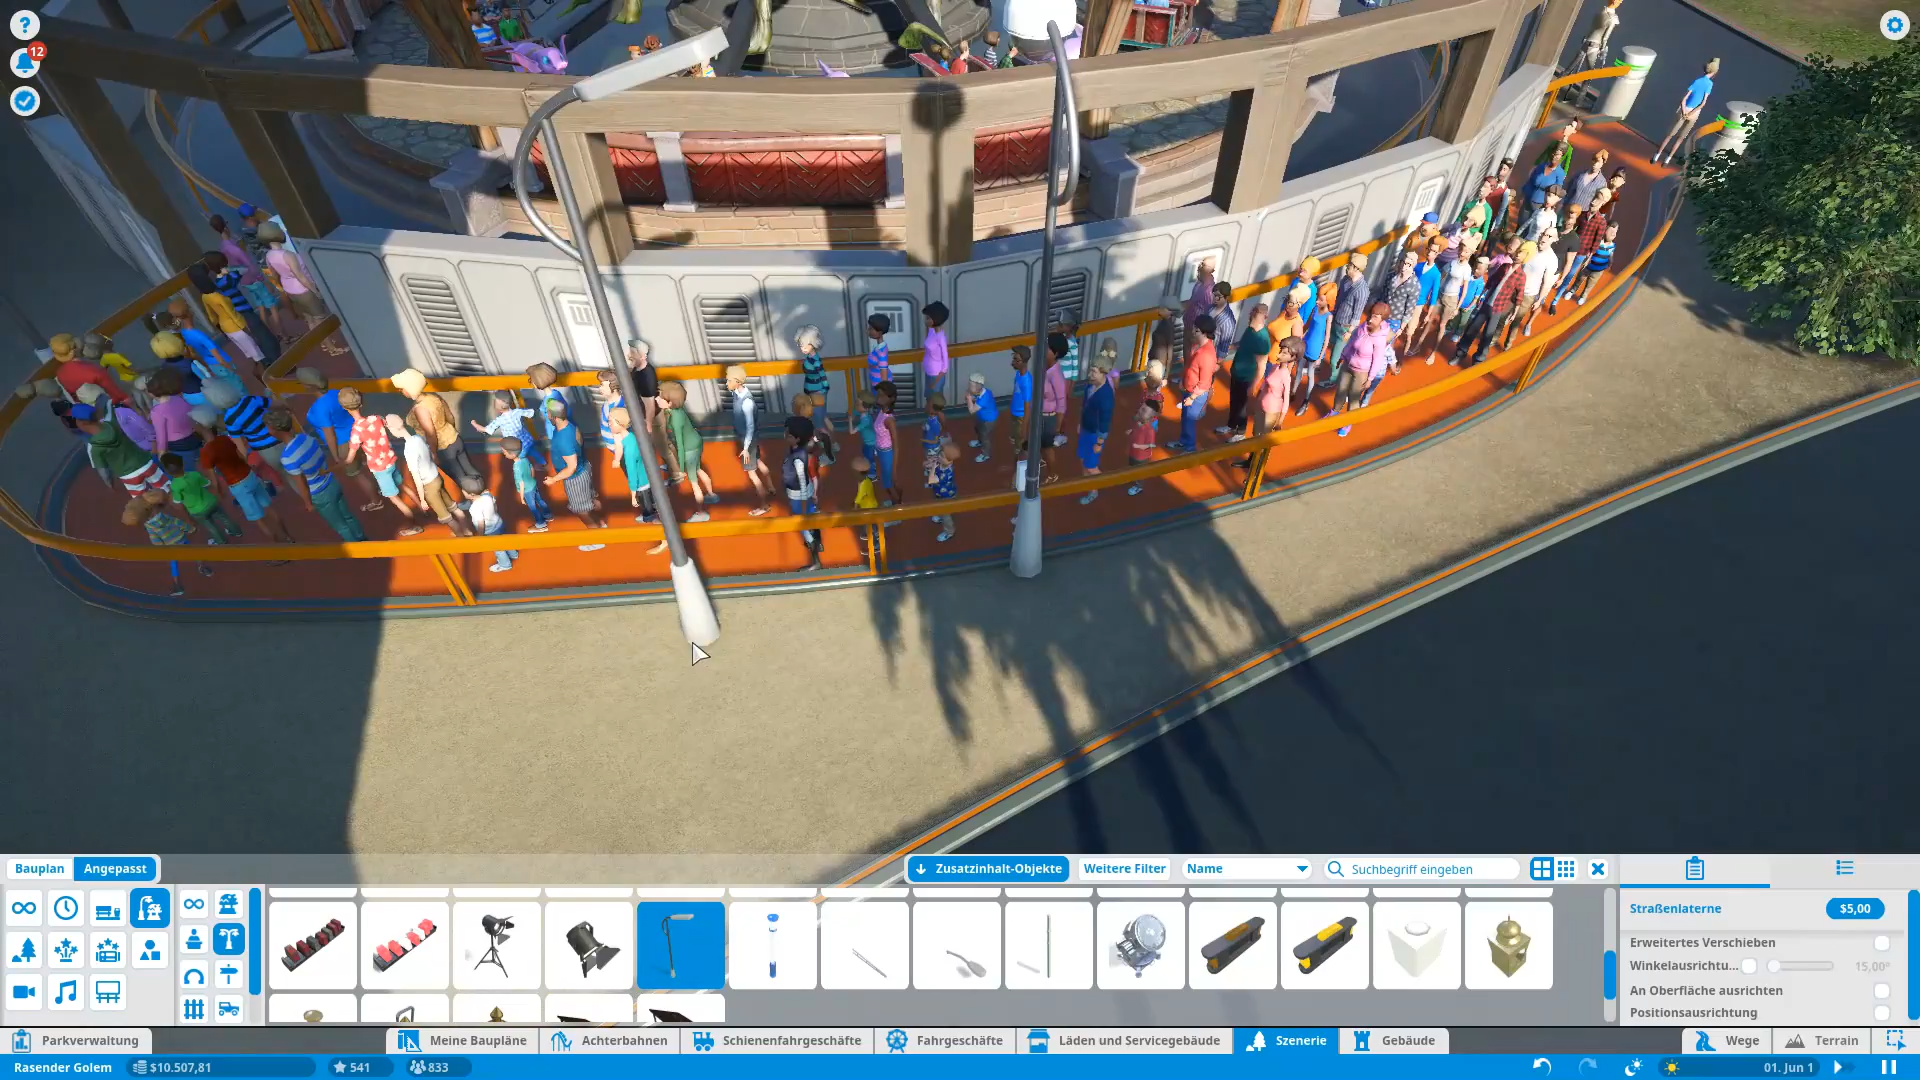 ?
12
Bauplan
Angepasst
Zusatzinhalt-Objekte
Weitere Filter
Name
Suchbegriff eingeben
Straßenlaterne
$5,00
Erweitertes Verschieben
Winkelausrichtu...
15,00°
An Oberfläche ausrichten
Positionsausrichtung
Parkverwaltung
Meine Baupläne
Achterbahnen
Schienenfahrgeschäfte
Fahrgeschäfte
Läden und Servicegebäude
Szenerie
Gebäude
Wege
Terrain
Rasender Golem
$10.507,81
541
833
01. Jun 1